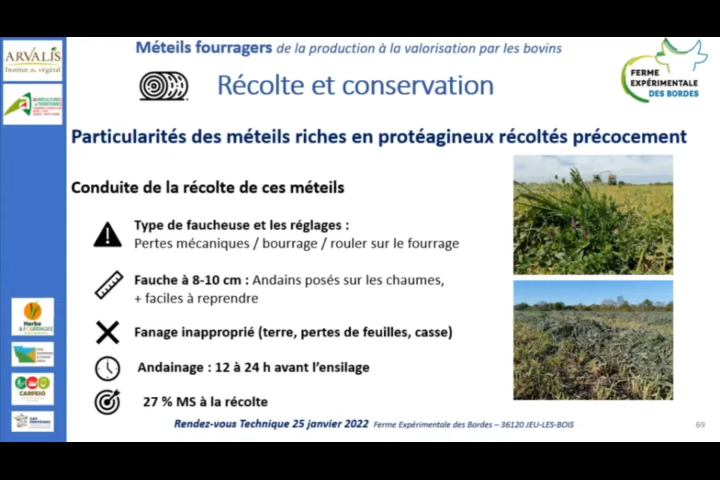 Méteils fourragers de la production à la valorisation par les bovins
ARVALIS
Institut du végétal
Récolte et conservation
FERME
EXPÉRIMENTALE
DES BORDES
Particularités des méteils riches en protéagineux récoltés précocement
Conduite de la récolte de ces méteils
Type de faucheuse et les réglages :
Pertes mécaniques / bourrage / rouler sur le fourrage
Fauche à 8-10 cm : Andains posés sur les chaumes,
+ faciles à reprendre
Fanage inapproprié (terre, pertes de feuilles, casse)
Andainage : 12 à 24 h avant l'ensilage
27 % MS à la récolte
Herbe
& FOURRAGES
CARPESO
Rendez-vous Technique 25 janvier 2022 Ferme Expérimentale des Bordes – 36120 JEU-LES-BOIS
69